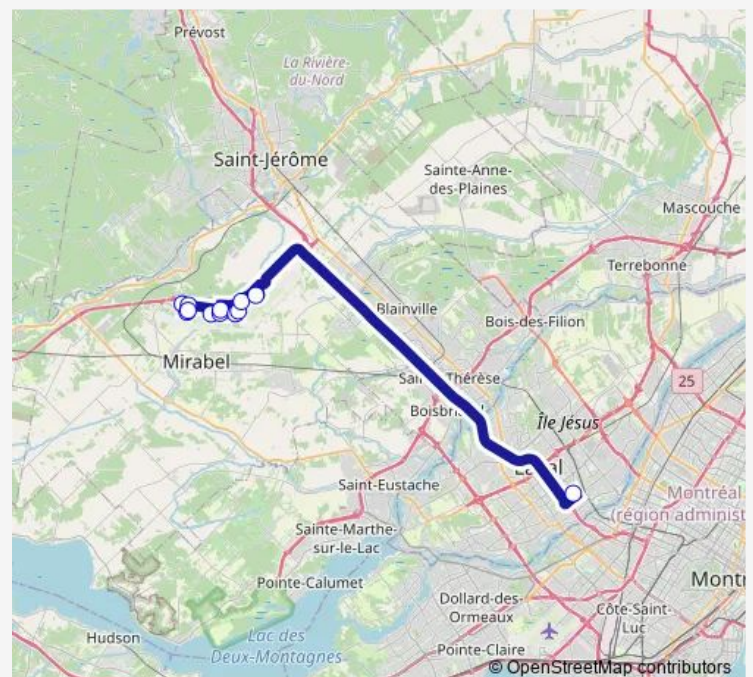 Prévost
La Rivière-
du-Nord
Saint-Jérôme
Sainte-Anne-
des-Plaines
Mascouche
Terrebonne
Blainville
Bois-des-Filion
Mirabel
25
Île Jésus
Saint-Eustache
Montréal
(région administ
Sainte-Marthe-
sur-le-Lac
Pointe-Calumet
Dollard-des-
Ormeaux
Côte-Saint-
Luc
Hudson
Lac des
Deux-Montagnes
Pointe-Claire
© OpenStreetMap contributors